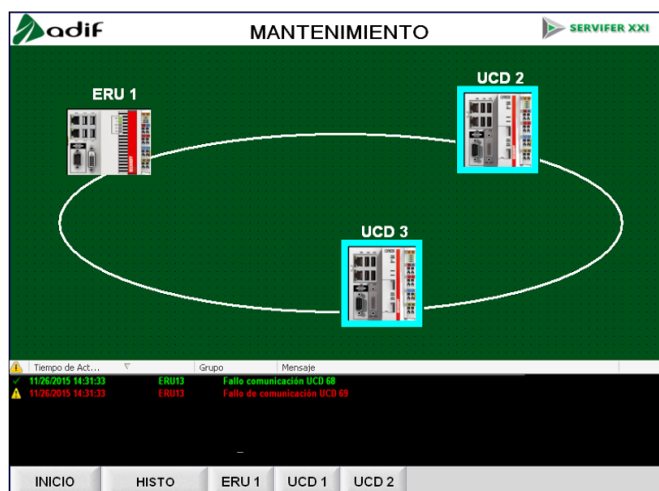 adif
MANTENIMIENTO
SERVIFER XXI
ERU 1
UCD 2
UCD 3
Tiempo de Act... Grupo Mensaje
11/26/2015 14:31:33 ERU13 Fallo comunicación UCD 68
11/26/2015 14:31:33 ERU13 Fallo de comunicación UCD 69
INICIO HISTO ERU 1 UCD 1 UCD 2